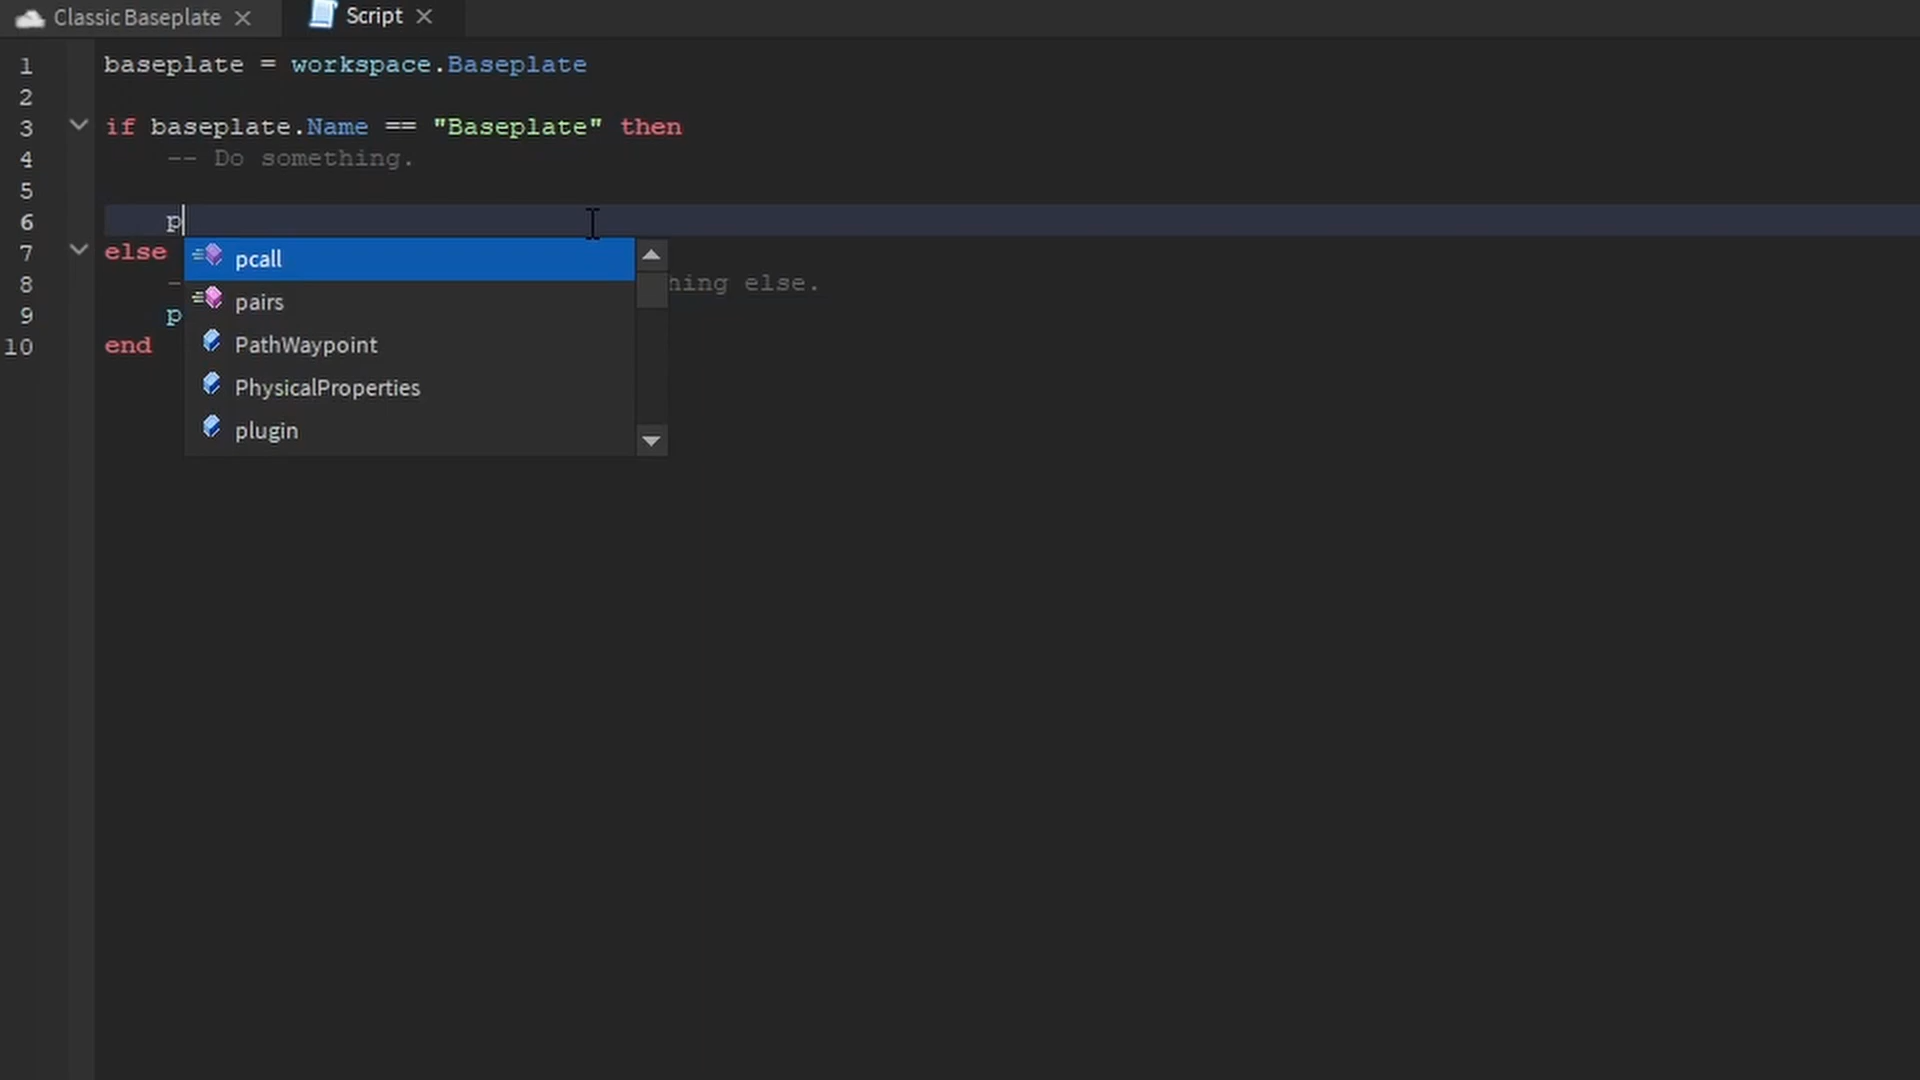 Classic Baseplate
Script
1 baseplate = workspace.Baseplate
2
3 if baseplate.Name == "Baseplate" then
4 -- Do something.
5
6 p
7 else
8 - hing else.
9 p
10 end
pcall
pairs
PathWaypoint
PhysicalProperties
plugin